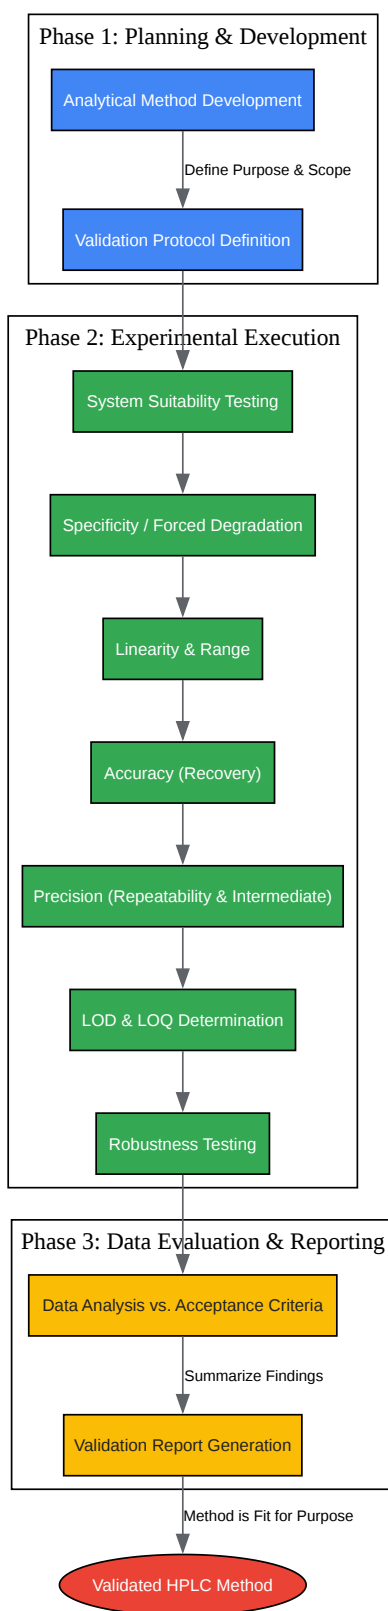 Phase 1: Planning & Development
Analytical Method Development
Define Purpose & Scope
Validation Protocol Definition
Phase 2: Experimental Execution
System Suitability Testing
Specificity / Forced Degradation
Linearity & Range
Accuracy (Recovery)
Precision (Repeatability & Intermediate)
LOD & LOQ Determination
Robustness Testing
Phase 3: Data Evaluation & Reporting
Data Analysis vs. Acceptance Criteria
Summarize Findings
Validation Report Generation
Method is Fit for Purpose
Validated HPLC Method